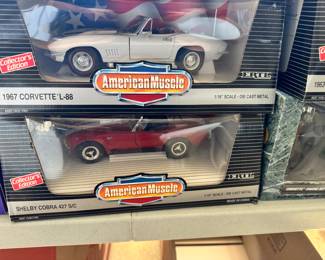 Collector's
Edition
American Muscle
ERTL
1967 CORVETTE L-88
1/18" SCALE - DIE CAST METAL
1967
Collector's
Edition
American Muscle
SHELBY COBRA 427 S/C
1/18" SCALE - DIE CAST METAL